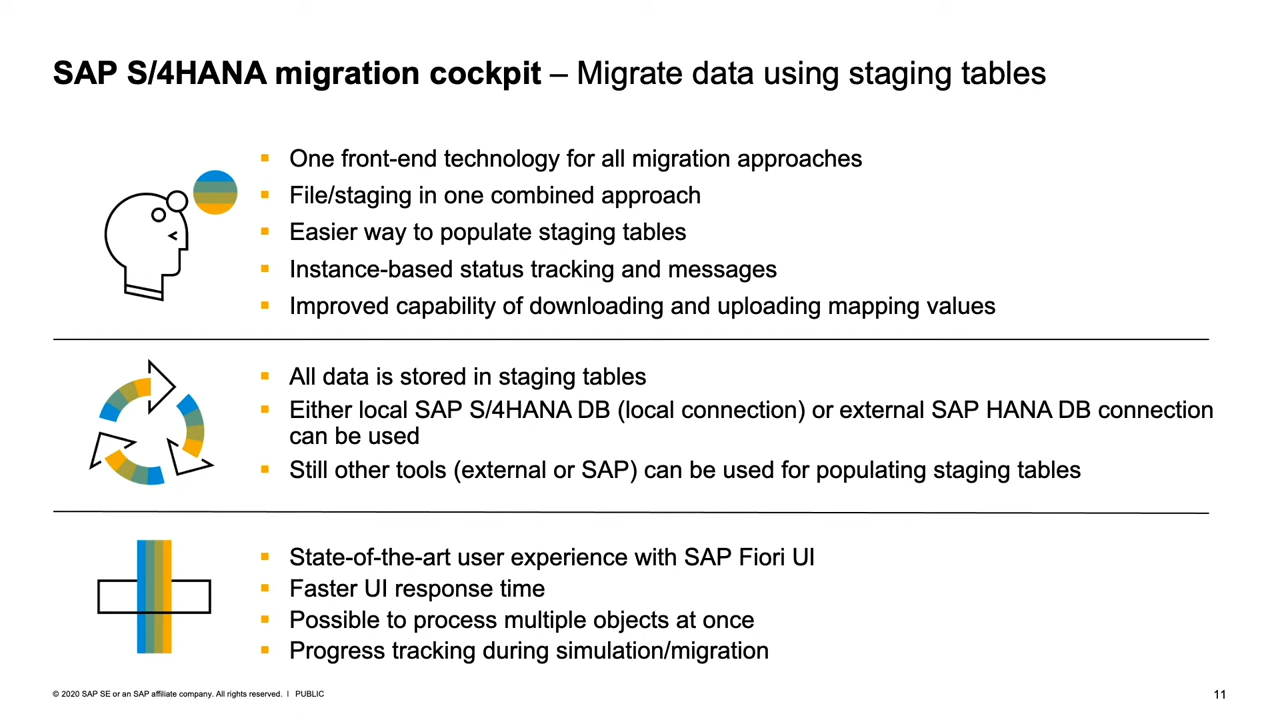 SAP S/4HANA migration cockpit – Migrate data using staging tables
One front-end technology for all migration approaches
File/staging in one combined approach
Easier way to populate staging tables
Instance-based status tracking and messages
Improved capability of downloading and uploading mapping values
All data is stored in staging tables
Either local SAP S/4HANA DB (local connection) or external SAP HANA DB connection
can be used
Still other tools (external or SAP) can be used for populating staging tables
State-of-the-art user experience with SAP Fiori UI
Faster UI response time
Possible to process multiple objects at once
Progress tracking during simulation/migration
© 2020 SAP SE or an SAP affiliate company. All rights reserved. I PUBLIC
11